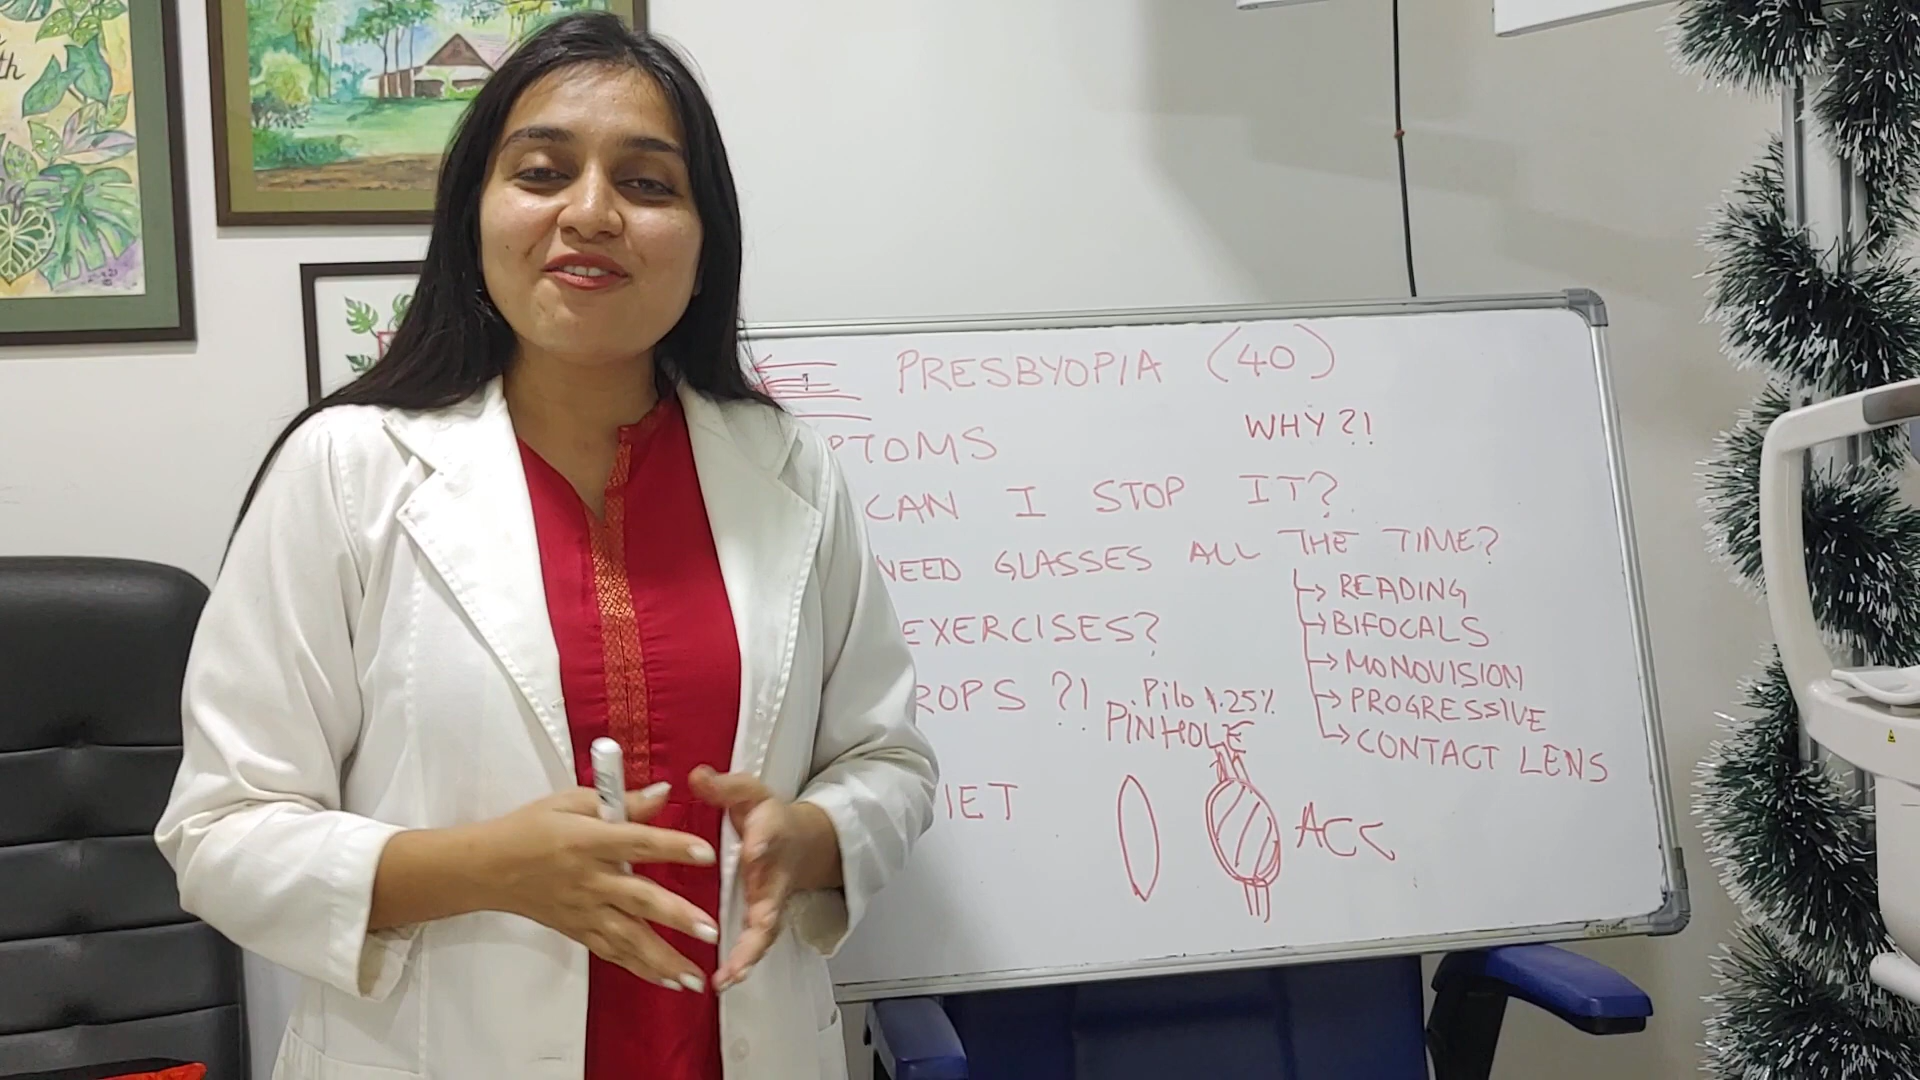 th
PRESBYOPIA (40)
PTOMS WHY?!
CAN I STOP IT?
NEED GLASSES ALL THE TIME?
→ READING
→ BIFOCALS
EXERCISES?
→ MONOVISION
→ PROGRESSIVE
→ CONTACT LENS
ROPS ?! Pilo 1.25%
PINHOLE
IET
ACC